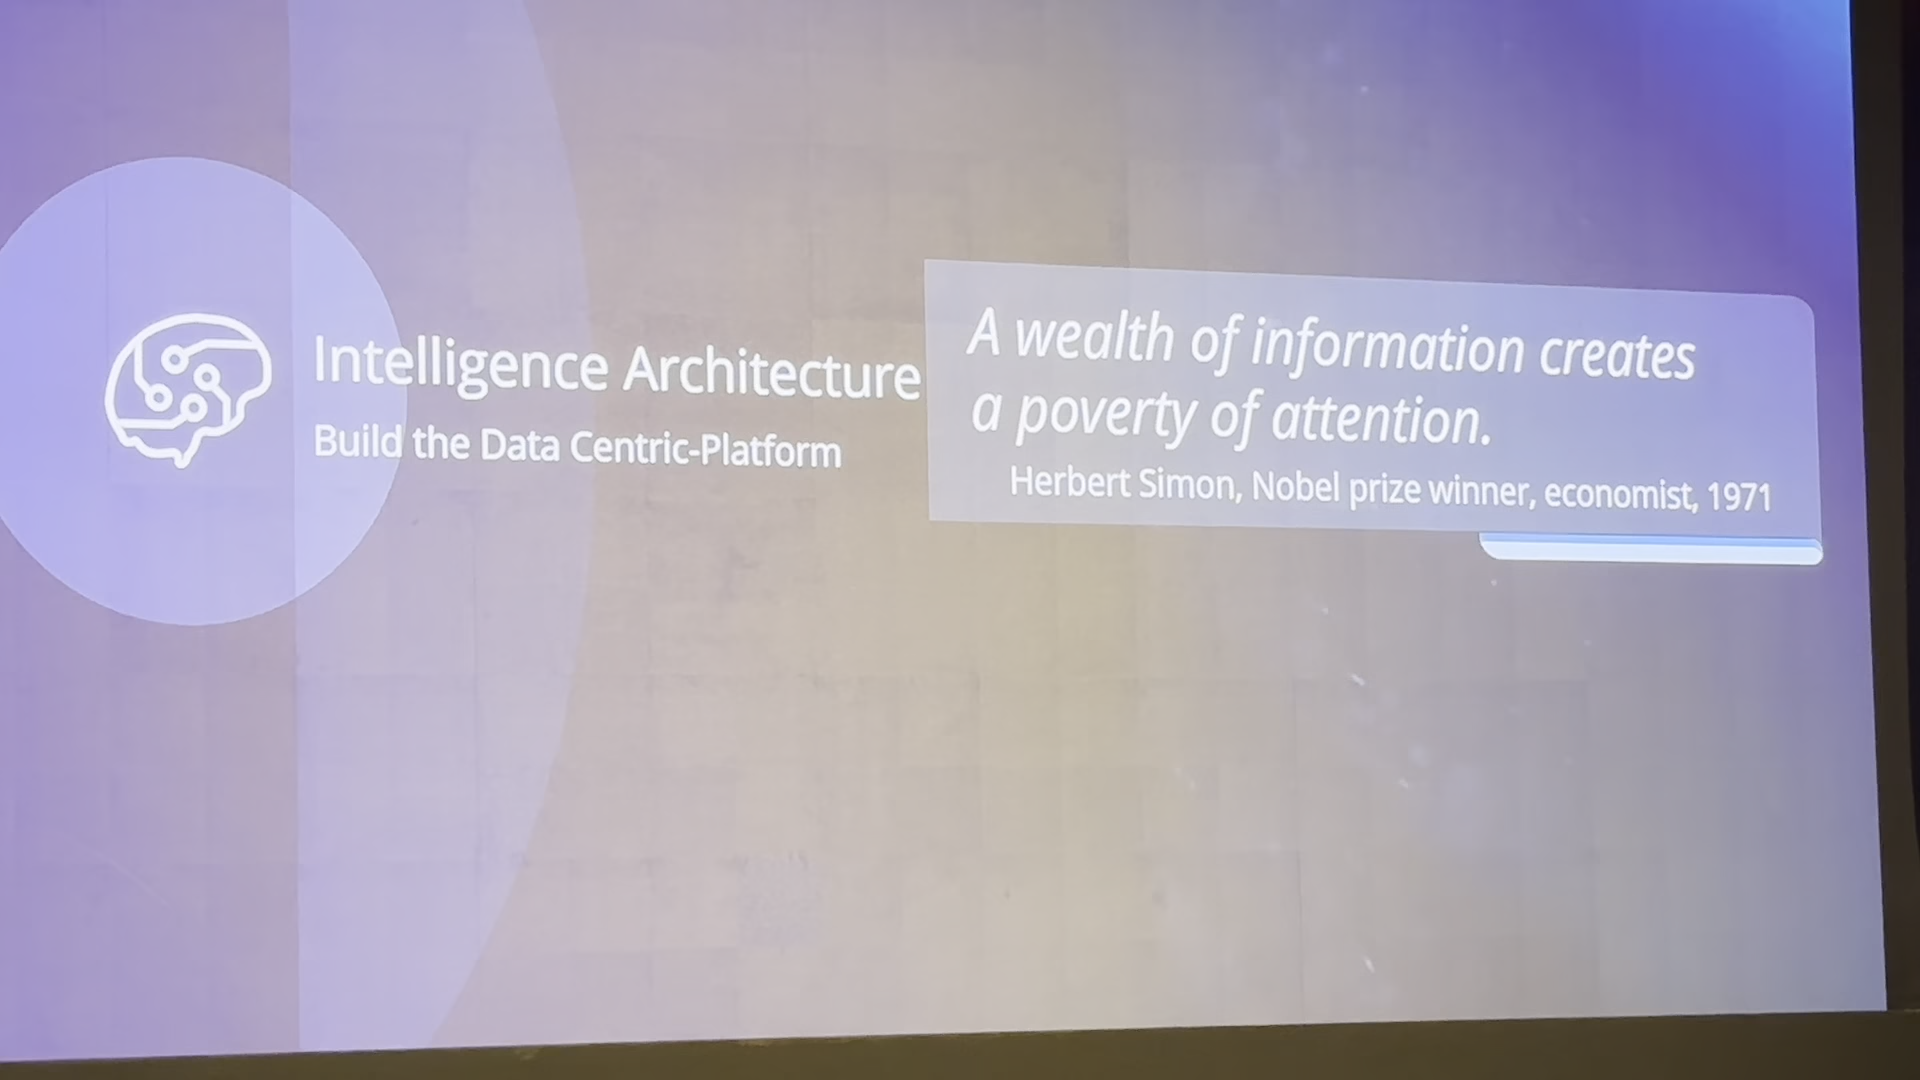 Intelligence Architecture
Build the Data Centric-Platform
A wealth of information creates
a poverty of attention.
Herbert Simon, Nobel prize winner, economist, 1971